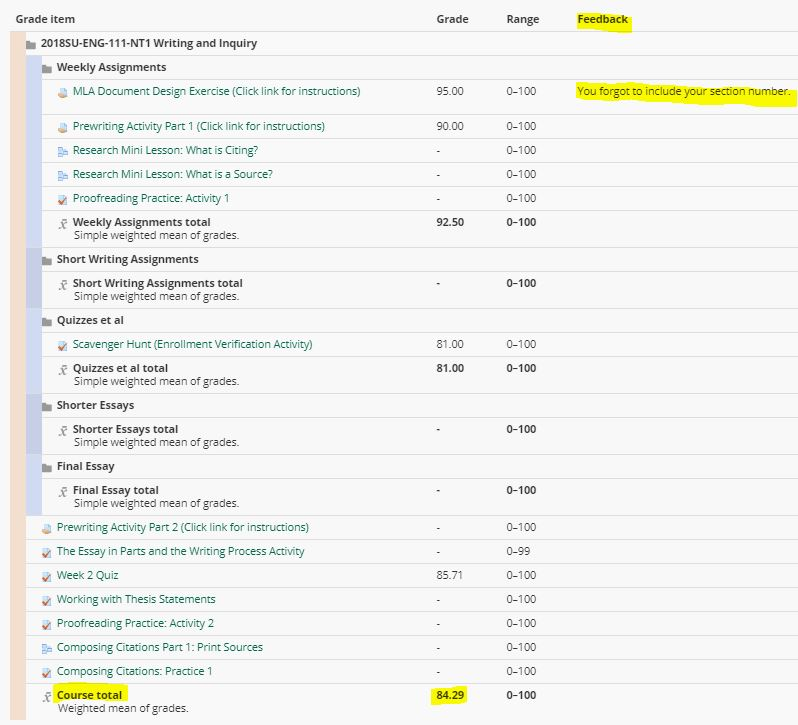 Grade item Grade Range Feedback
2018SU-ENG-111-NT1 Writing and Inquiry
Weekly Assignments
MLA Document Design Exercise (Click link for instructions) 95.00 0–100 You forgot to include your section number.
Prewriting Activity Part 1 (Click link for instructions) 90.00 0–100
Research Mini Lesson: What is Citing? - 0–100
Research Mini Lesson: What is a Source? - 0–100
Proofreading Practice: Activity 1 - 0–100
Weekly Assignments total 92.50 0–100
Simple weighted mean of grades.
Short Writing Assignments
Short Writing Assignments total - 0–100
Simple weighted mean of grades.
Quizzes et al
Scavenger Hunt (Enrollment Verification Activity) 81.00 0–100
Quizzes et al total 81.00 0–100
Simple weighted mean of grades.
Shorter Essays
Shorter Essays total - 0–100
Simple weighted mean of grades.
Final Essay
Final Essay total - 0–100
Simple weighted mean of grades.
Prewriting Activity Part 2 (Click link for instructions) - 0–100
The Essay in Parts and the Writing Process Activity - 0–99
Week 2 Quiz 85.71 0–100
Working with Thesis Statements - 0–100
Proofreading Practice: Activity 2 - 0–100
Composing Citations Part 1: Print Sources - 0–100
Composing Citations: Practice 1 - 0–100
Course total 84.29 0–100
Weighted mean of grades.